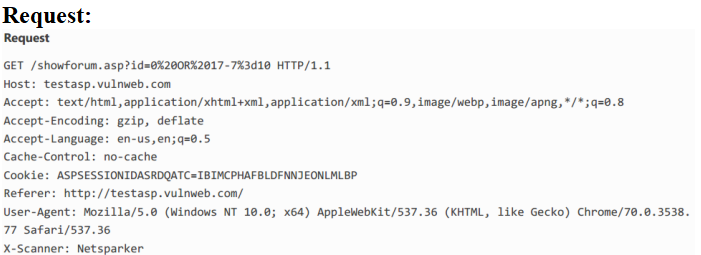 Request:
Request
GET /showforum.asp?id=0%20OR%2017-7%3d10 HTTP/1.1
Host: testasp.vulnweb.com
Accept: text/html,application/xhtml+xml,application/xml;q=0.9,image/webp,image/apng,*/*;q=0.8
Accept-Encoding: gzip, deflate
Accept-Language: en-us,en;q=0.5
Cache-Control: no-cache
Cookie: ASPSESSIONIDASRDQATC=IBIMCPHAFBLDFNNJEONLMLBP
Referer: http://testasp.vulnweb.com/
User-Agent: Mozilla/5.0 (Windows NT 10.0; x64) AppleWebKit/537.36 (KHTML, like Gecko) Chrome/70.0.3538.
77 Safari/537.36
X-Scanner: Netsparker